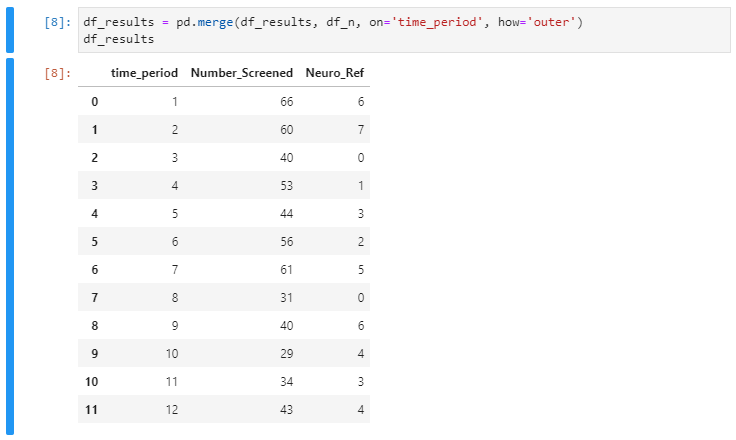 [8]: df_results = pd.merge(df_results, df_n, on='time_period', how='outer')
df_results
[8]: time_period Number_Screened Neuro_Ref
0 1 66 6
1 2 60 7
2 3 40 0
3 4 53 1
4 5 44 3
5 6 56 2
6 7 61 5
7 8 31 0
8 9 40 6
9 10 29 4
10 11 34 3
11 12 43 4